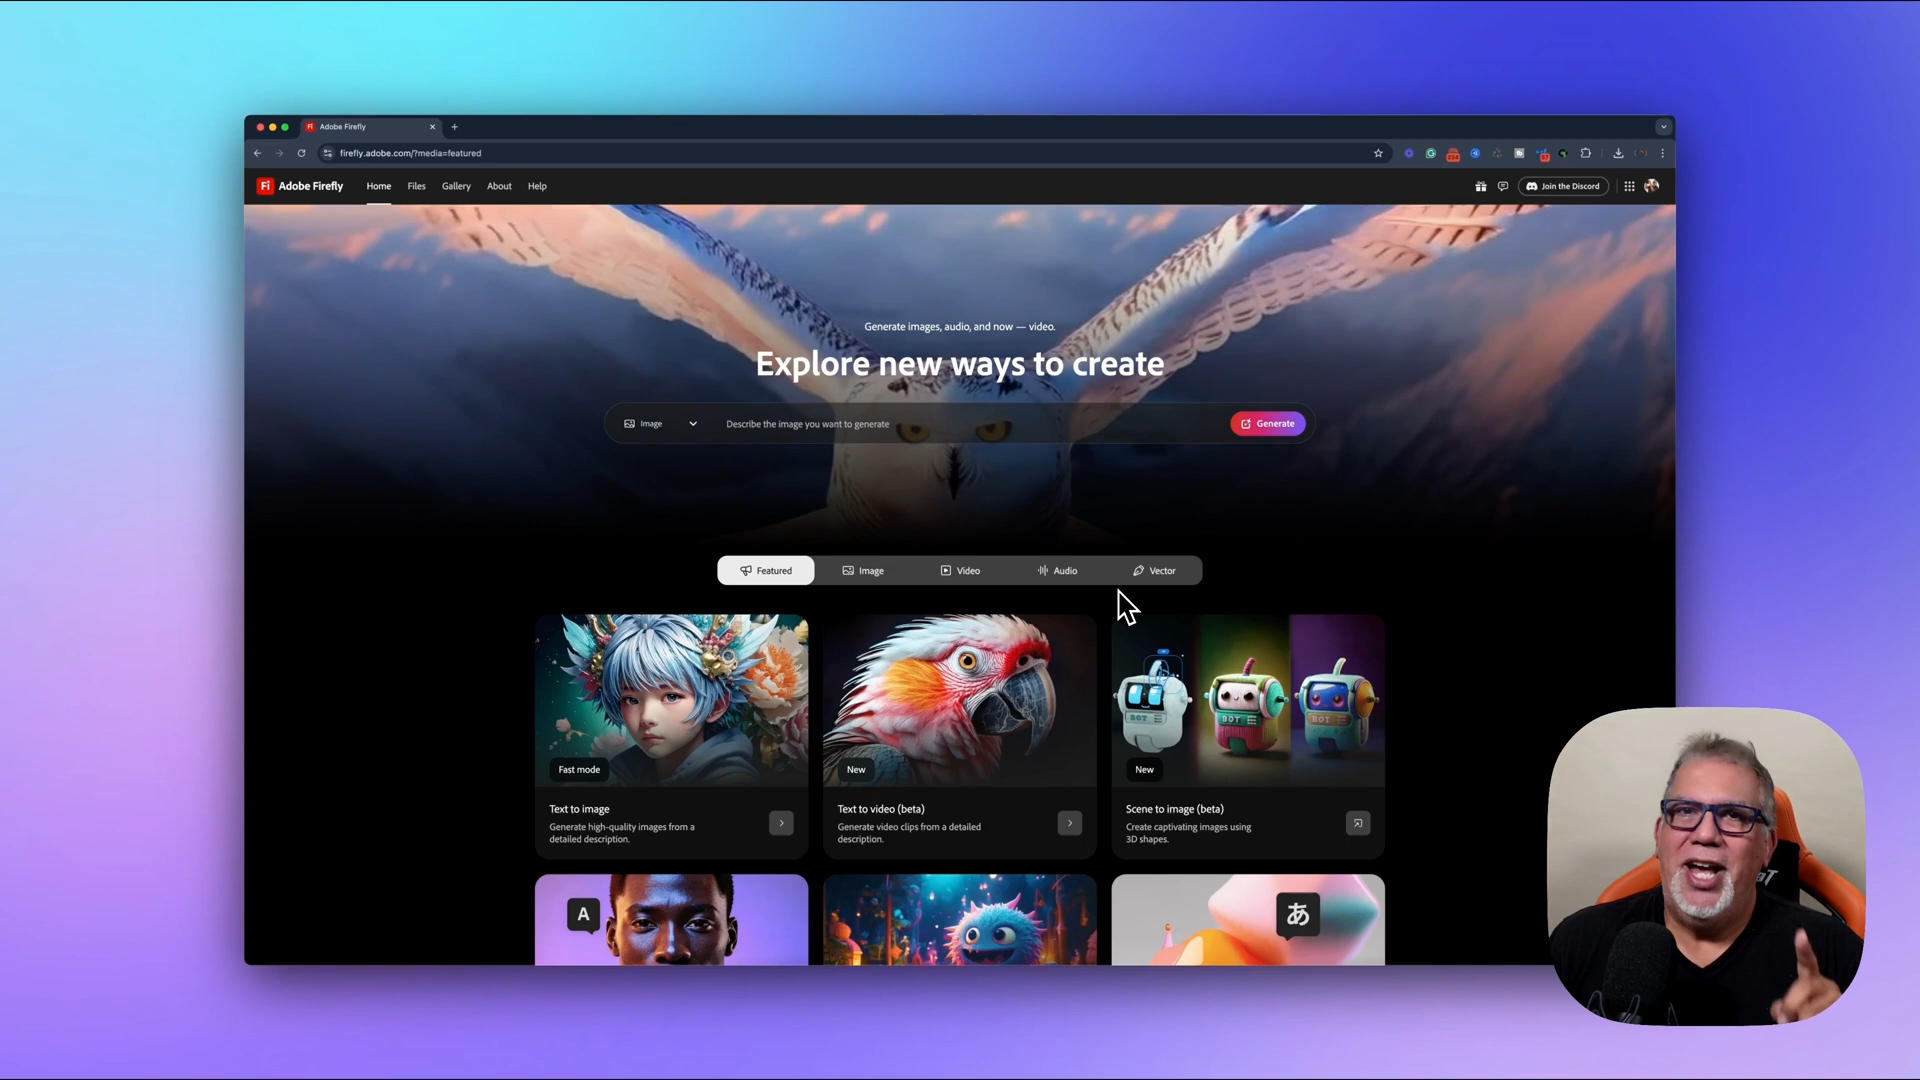 Adobe Firefly
firefly.adobe.com/?media=featured
Fi Adobe Firefly Home Files Gallery About Help Join the Discord
Generate images, audio, and now — video.
Explore new ways to create
Image Describe the image you want to generate Generate
Featured Image Video Audio Vector
BOT BOT BOT
Fast mode New New
Text to image
Generate high-quality images from a
detailed description.
Text to video (beta)
Generate video clips from a detailed
description.
Scene to image (beta)
Create captivating images using
3D shapes.
A
あ